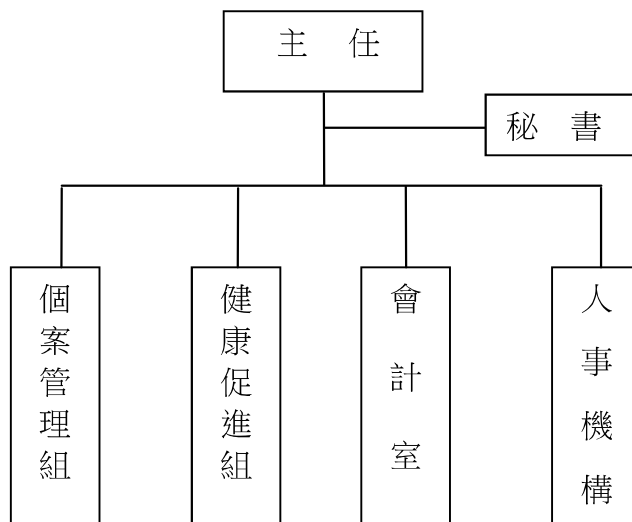 主 任
秘 書
個案管理組
健康促進組
會計室
人事機構